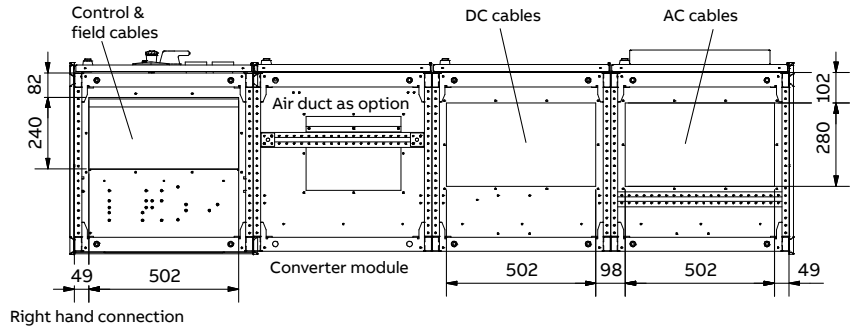 Control &
field cables
DC cables
AC cables
82
240
Air duct as option
102
280
Converter module
49
502
502
98
502
49
Right hand connection